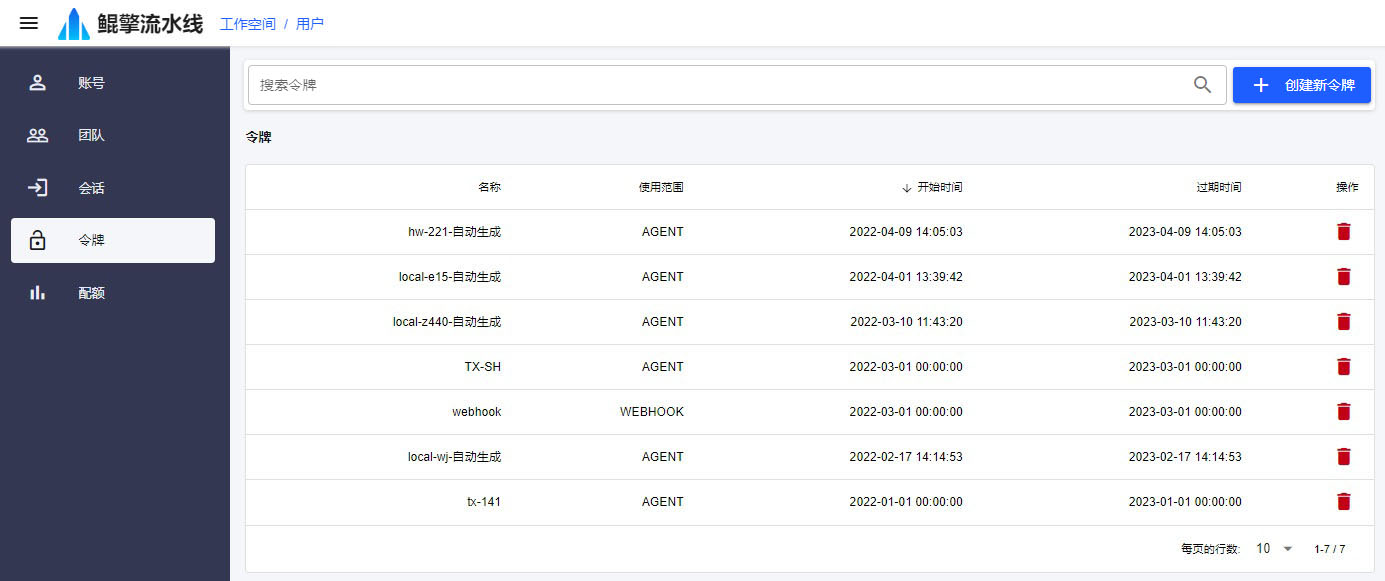 鲲擎流水线 工作空间 / 用户
账号
团队
会话
令牌
配额
搜索令牌 创建新令牌
令牌
名称 使用范围 开始时间 过期时间 操作
hw-221-自动生成 AGENT 2022-04-09 14:05:03 2023-04-09 14:05:03
local-e15-自动生成 AGENT 2022-04-01 13:39:42 2023-04-01 13:39:42
local-z440-自动生成 AGENT 2022-03-10 11:43:20 2023-03-10 11:43:20
TX-SH AGENT 2022-03-01 00:00:00 2023-03-01 00:00:00
webhook WEBHOOK 2022-03-01 00:00:00 2023-03-01 00:00:00
local-wj-自动生成 AGENT 2022-02-17 14:14:53 2023-02-17 14:14:53
tx-141 AGENT 2022-01-01 00:00:00 2023-01-01 00:00:00
每页的行数: 10 1-7 / 7